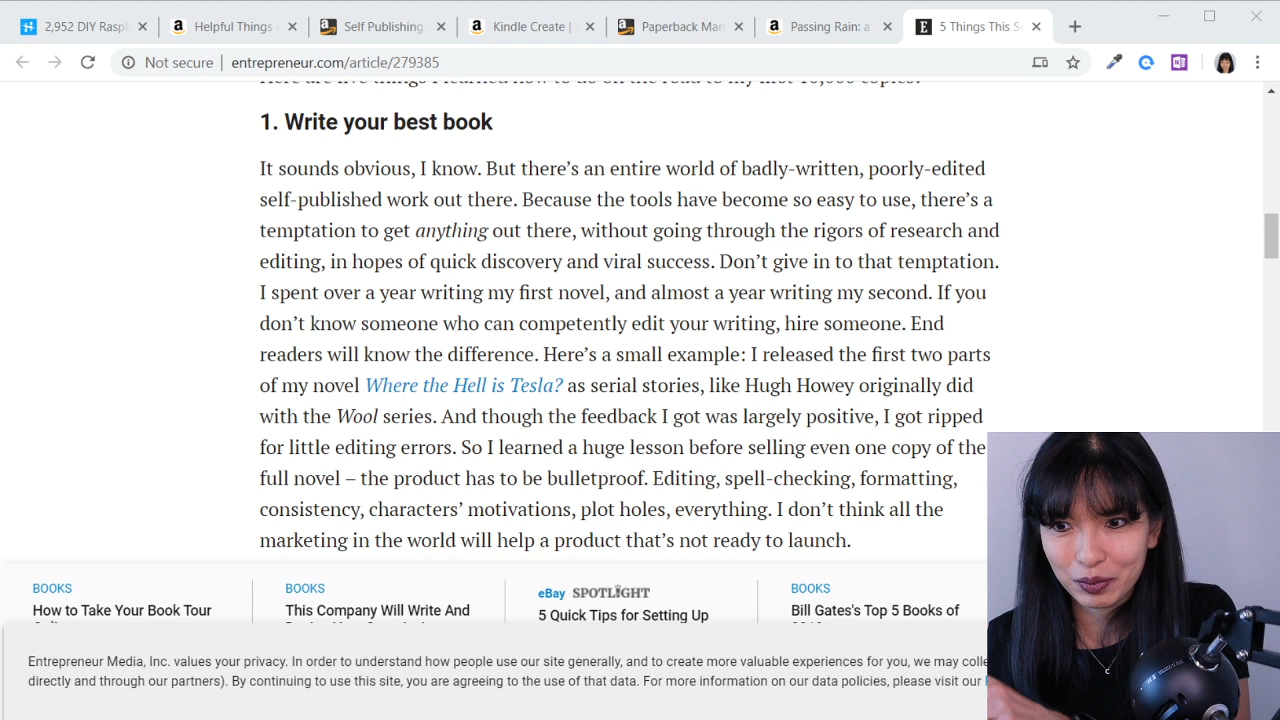 2,952 DIY Raspb
Helpful Things
Self Publishing
Kindle Create |
Paperback Man
Passing Rain: a
5 Things This S
Not secure | entrepreneur.com/article/279385
1. Write your best book
It sounds obvious, I know. But there's an entire world of badly-written, poorly-edited
self-published work out there. Because the tools have become so easy to use, there's a
temptation to get anything out there, without going through the rigors of research and
editing, in hopes of quick discovery and viral success. Don't give in to that temptation.
I spent over a year writing my first novel, and almost a year writing my second. If you
don't know someone who can competently edit your writing, hire someone. End
readers will know the difference. Here's a small example: I released the first two parts
of my novel Where the Hell is Tesla? as serial stories, like Hugh Howey originally did
with the Wool series. And though the feedback I got was largely positive, I got ripped
for little editing errors. So I learned a huge lesson before selling even one copy of the
full novel – the product has to be bulletproof. Editing, spell-checking, formatting,
consistency, characters' motivations, plot holes, everything. I don't think all the
marketing in the world will help a product that's not ready to launch.
BOOKS
How to Take Your Book Tour
BOOKS
This Company Will Write And
eBay SPOTLIGHT
5 Quick Tips for Setting Up
BOOKS
Bill Gates's Top 5 Books of
Entrepreneur Media, Inc. values your privacy. In order to understand how people use our site generally, and to create more valuable experiences for you, we may colle
directly and through our partners). By continuing to use this site, you are agreeing to the use of that data. For more information on our data policies, please visit our